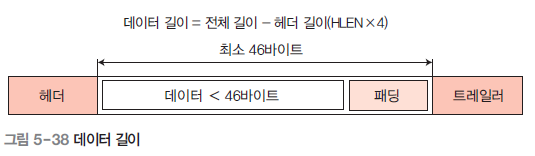 데이터 길이 = 전체 길이 − 헤더 길이(HLEN×4)
최소 46바이트
헤더 데이터 < 46바이트 패딩 트레일러
그림 5-38 데이터 길이